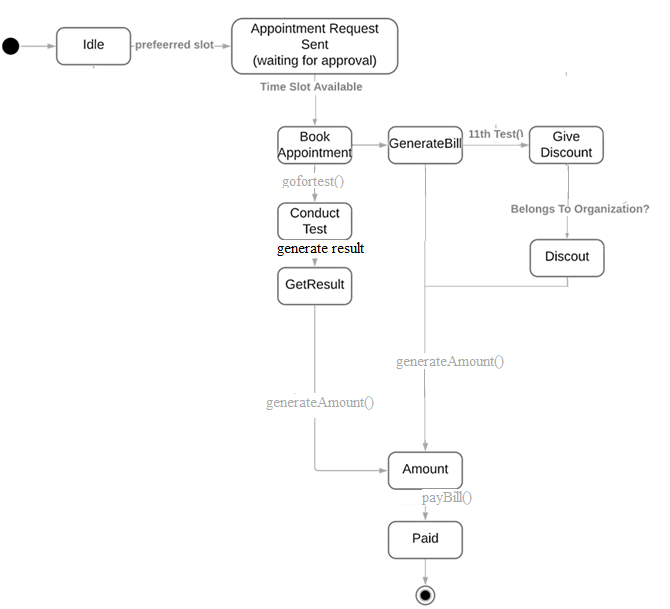 Idle
prefeerred slot
Appointment Request
Sent
(waiting for approval)
Time Slot Available
Book
Appointment
GenerateBill
11th Test()
Give
Discount
gofortest()
Conduct
Test
Belongs To Organization?
generate result
Discout
GetResult
generateAmount()
generateAmount()
Amount
payBill()
Paid